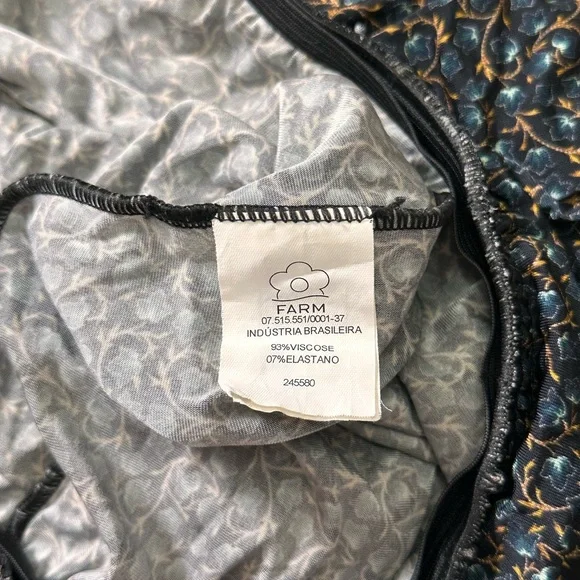 FARM
07.515.551/0001-37
INDÚSTRIA BRASILEIRA
93%VISCOSE
07%ELASTANO
245580